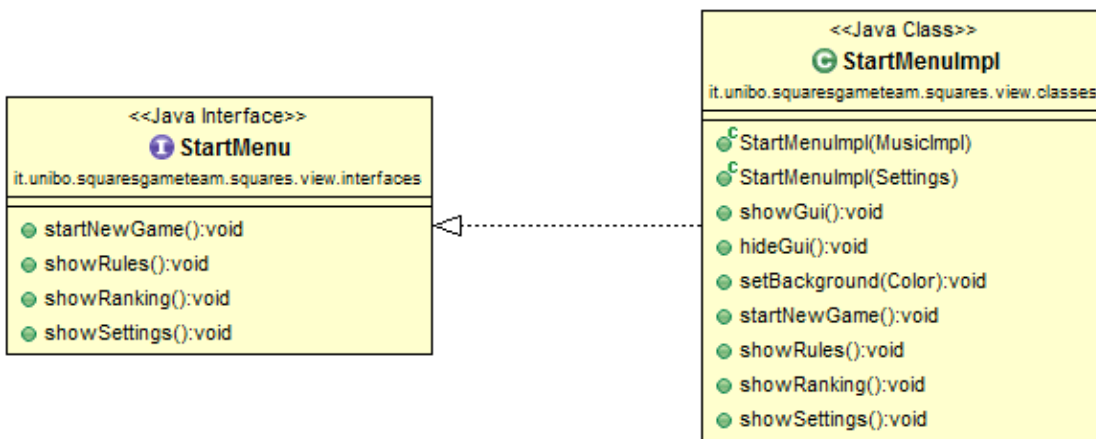 <<Java Interface>>
I StartMenu
it.unibo.squaresgameteam.squares.view.interfaces
startNewGame():void
showRules():void
showRanking():void
showSettings():void
<<Java Class>>
C StartMenuImpl
it.unibo.squaresgameteam.squares.view.classes
C StartMenuImpl(MusicImpl)
C StartMenuImpl(Settings)
showGui():void
hideGui():void
setBackground(Color):void
startNewGame():void
showRules():void
showRanking():void
showSettings():void